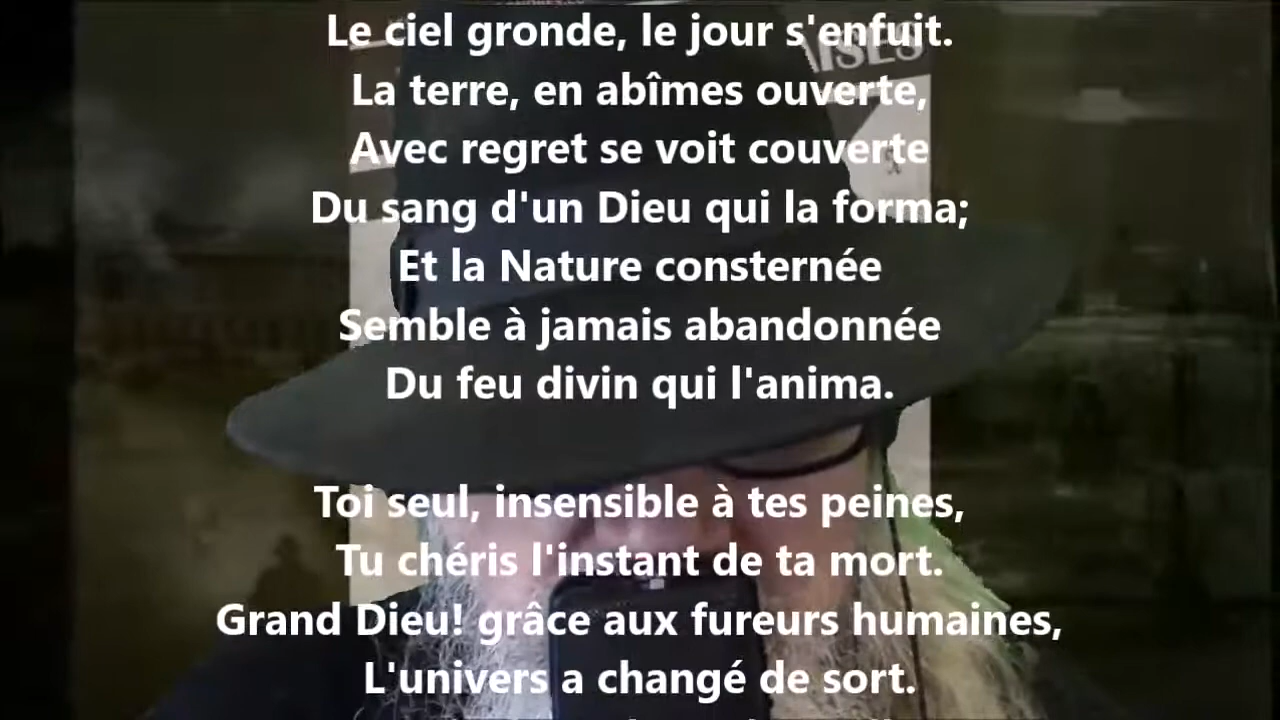 Le ciel gronde, le jour s'enfuit.
La terre, en abîmes ouverte,
Avec regret se voit couverte
Du sang d'un Dieu qui la forma;
Et la Nature consternée
Semble à jamais abandonnée
Du feu divin qui l'anima.
Toi seul, insensible à tes peines,
Tu chéris l'instant de ta mort.
Grand Dieu! grâce aux fureurs humaines,
L'univers a changé de sort.